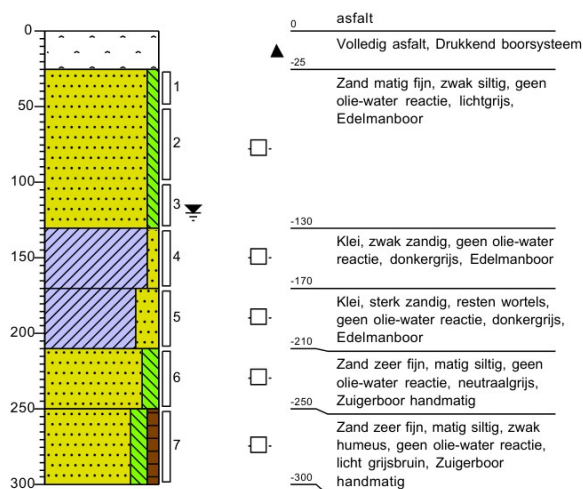 0
50
100
150
200
250
300
1
2
3
4
5
6
7
0
asfalt
Volledig asfalt, Drukkend boorsysteem
-25
Zand matig fijn, zwak siltig, geen
olie-water reactie, lichtgrijs,
Edelmanboor
-130
Klei, zwak zandig, geen olie-water
reactie, donkergrijs, Edelmanboor
-170
Klei, sterk zandig, resten wortels,
geen olie-water reactie, donkergrijs,
Edelmanboor
-210
Zand zeer fijn, matig siltig, geen
olie-water reactie, neutraalgrijs,
Zuigerboor handmatig
-250
Zand zeer fijn, matig siltig, zwak
humeus, geen olie-water reactie,
licht grijsbruin, Zuigerboor
handmatig
-300